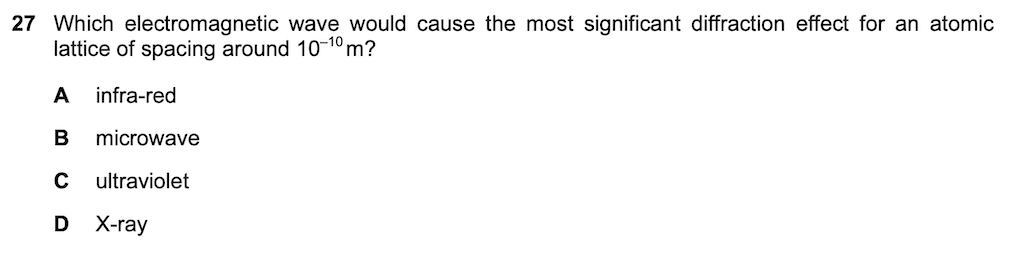 27 Which electromagnetic wave would cause the most significant diffraction effect for an atomic
lattice of spacing around 10⁻¹⁰ m?
A infra-red
B microwave
C ultraviolet
D X-ray